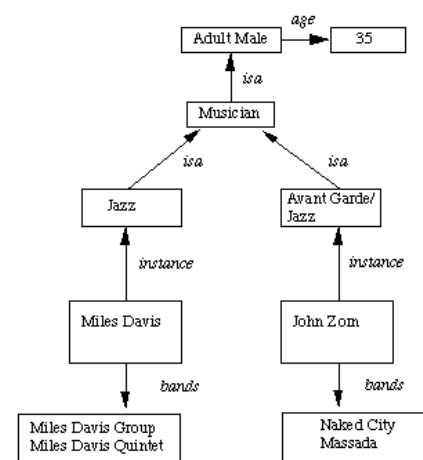 age
Adult Male
35
isa
Musician
isa
isa
Jazz
Avant Garde/
Jazz
instance
instance
Miles Davis
John Zorn
bands
bands
Miles Davis Group
Miles Davis Quintet
Naked City
Massada